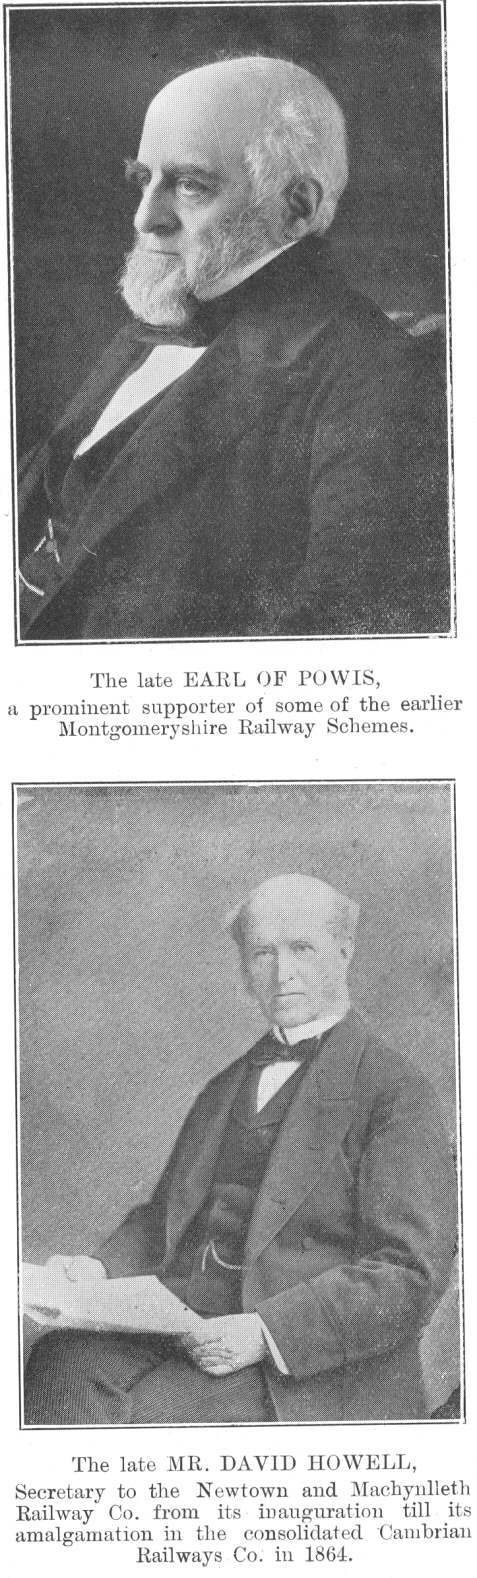 The late EARL OF POWIS,
a prominent supporter of some of the earlier
Montgomeryshire Railway Schemes.
The late MR. DAVID HOWELL,
Secretary to the Newtown and Machynlleth
Railway Co. from its inauguration till its
amalgamation in the consolidated Cambrian
Railways Co. in 1864.